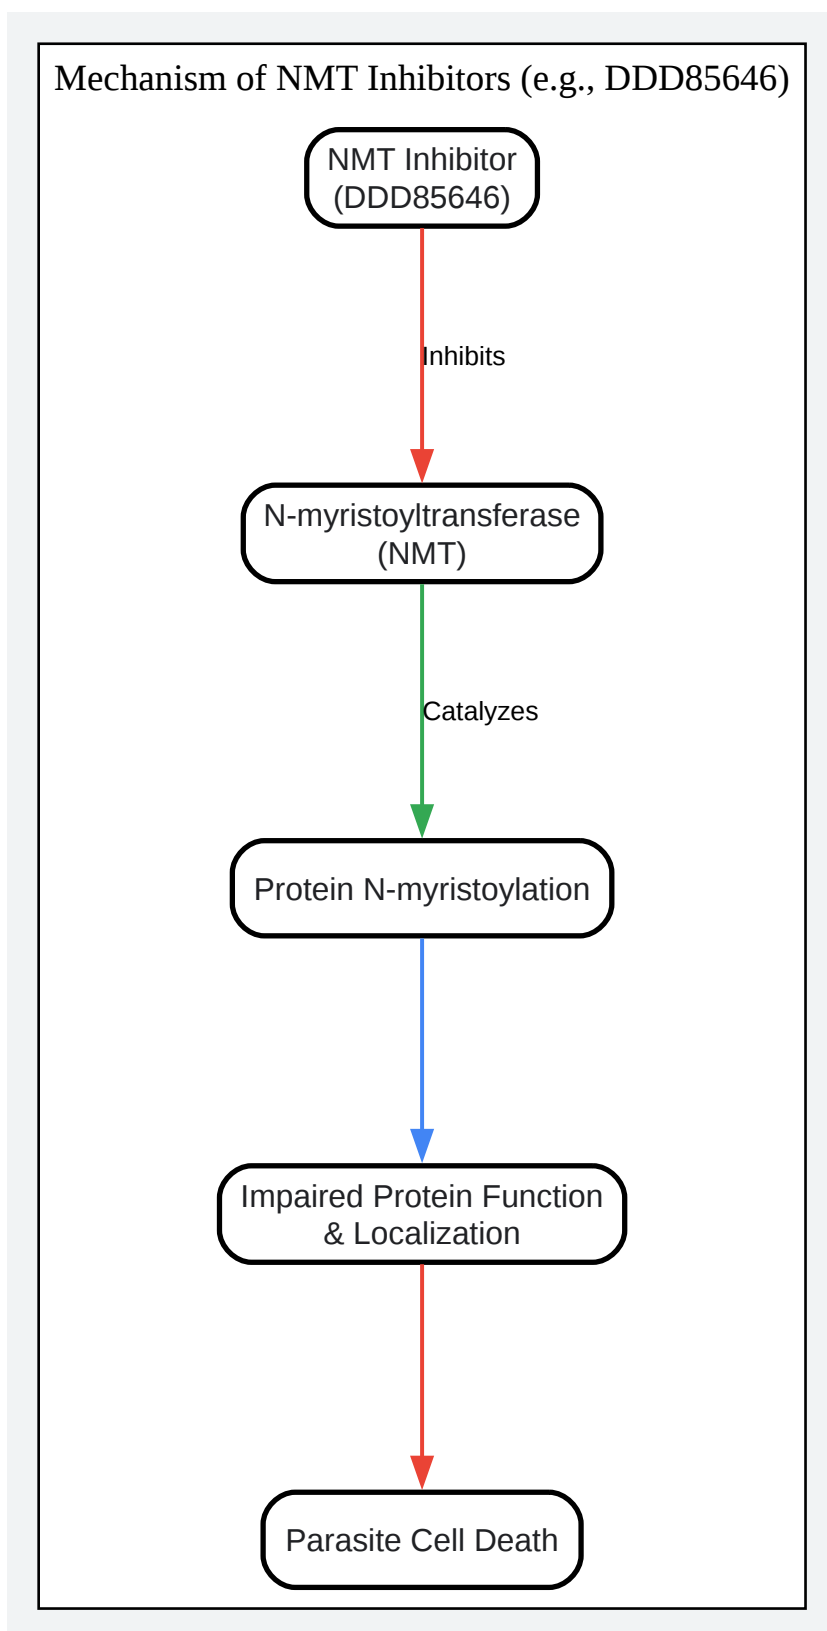 Mechanism of NMT Inhibitors (e.g., DDD85646)
NMT Inhibitor
(DDD85646)
Inhibits
N-myristoyltransferase
(NMT)
Catalyzes
Protein N-myristoylation
Impaired Protein Function
& Localization
Parasite Cell Death